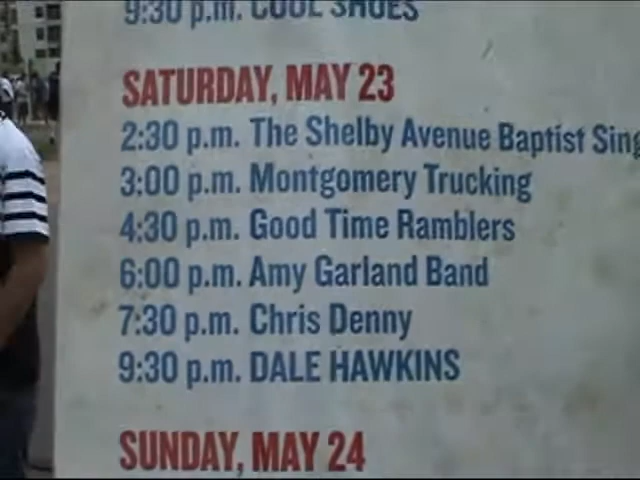 9:30 p.m. COOL SHOES
SATURDAY, MAY 23
2:30 p.m. The Shelby Avenue Baptist Sing
3:00 p.m. Montgomery Trucking
4:30 p.m. Good Time Ramblers
6:00 p.m. Amy Garland Band
7:30 p.m. Chris Denny
9:30 p.m. DALE HAWKINS
SUNDAY, MAY 24